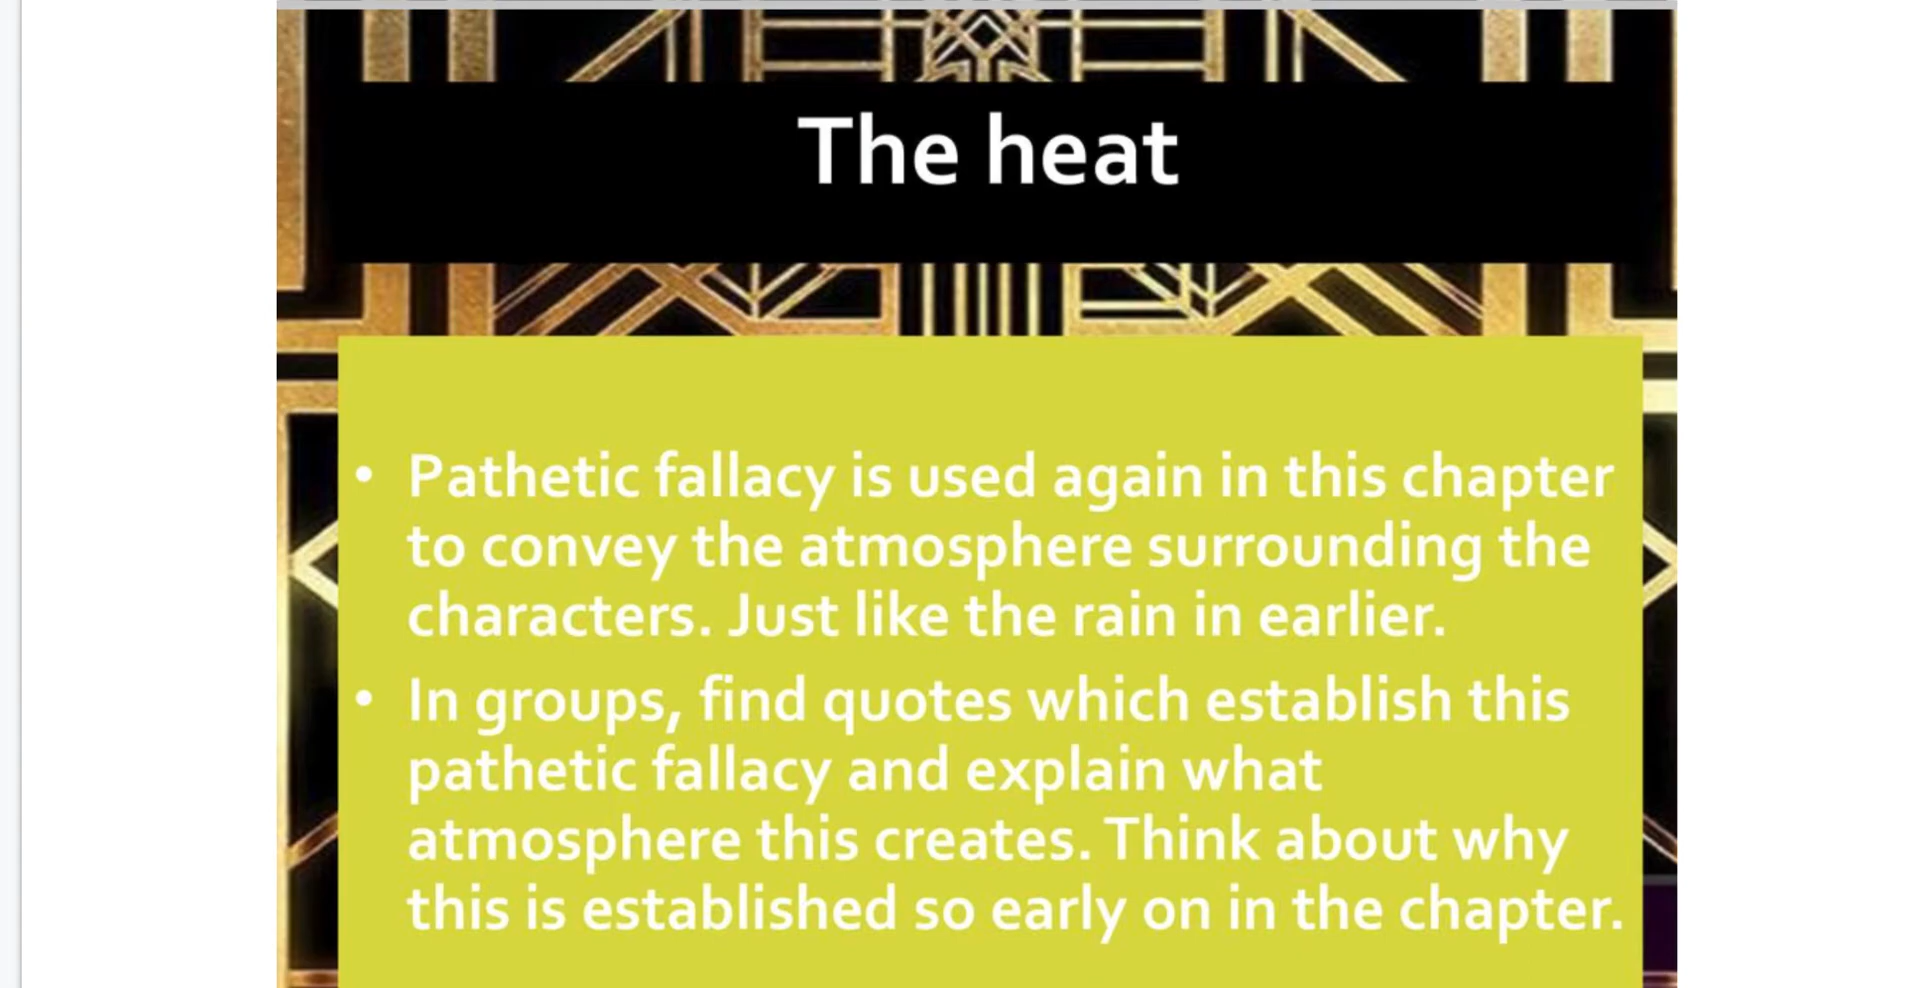 The heat
• Pathetic fallacy is used again in this chapter
to convey the atmosphere surrounding the
characters. Just like the rain in earlier.
• In groups, find quotes which establish this
pathetic fallacy and explain what
atmosphere this creates. Think about why
this is established so early on in the chapter.